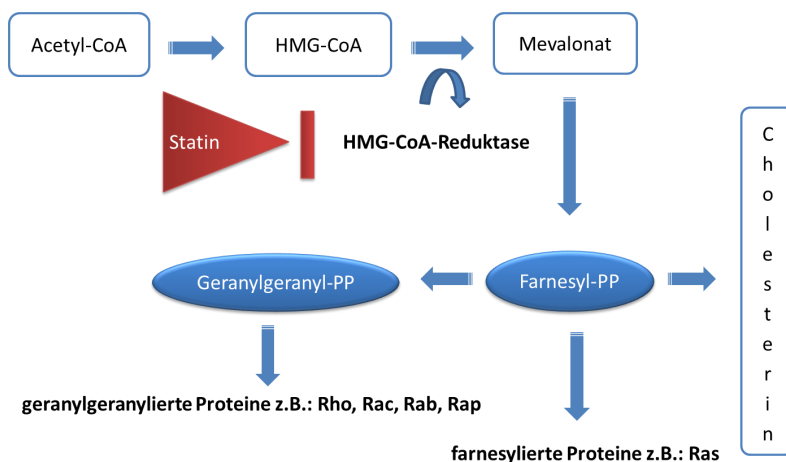 Acetyl-CoA
HMG-CoA
Mevalonat
Statin
HMG-CoA-Reduktase
Cholesterin
Geranylgeranyl-PP
Farnesyl-PP
geranylgeranylierte Proteine z.B.: Rho, Rac, Rab, Rap
farnesylierte Proteine z.B.: Ras